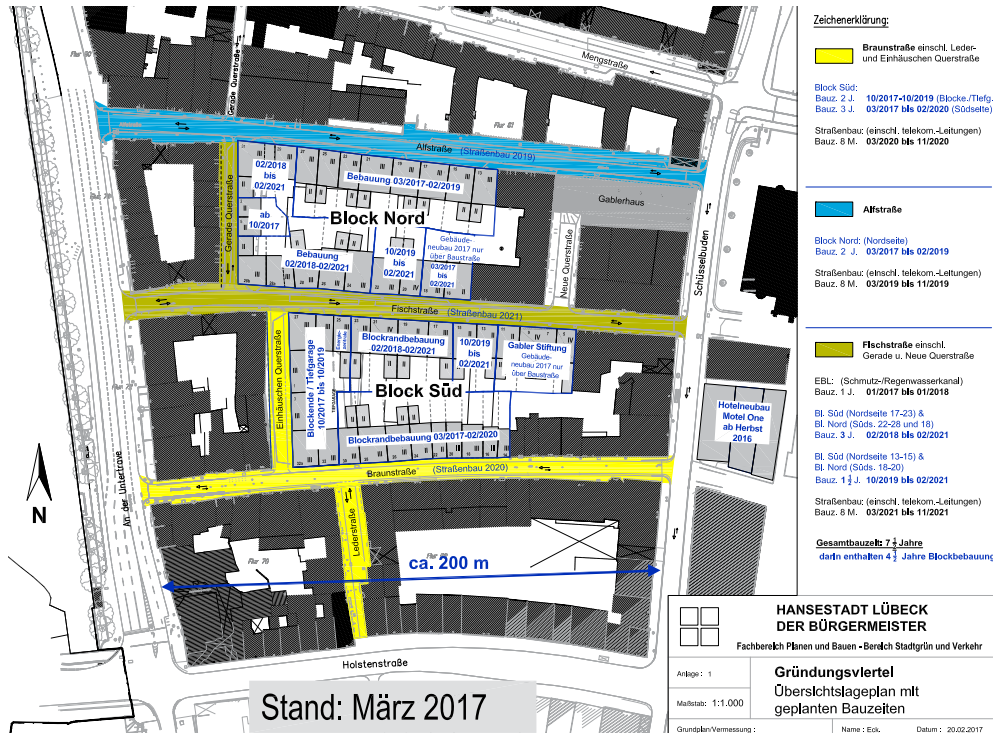 Mengstraße
Gerade Querstraße
Flur 81
Alfstraße (Straßenbau 2019)
02/2018
bis
02/2021
Bebauung 03/2017-02/2019
Gablerhaus
Gerade Querstraße
ab
10/2017
Block Nord
Bebauung
02/2018-02/2021
10/2019
bis
02/2021
Gebäude-
neubau 2017 nur
über Baustraße
03/2017
bis
02/2021
Neue Querstraße
Schüsselbuden
Fischstraße (Straßenbau 2021)
Einhäuschen Querstraße
Blockende / Tiefgarage
10/2017 bis 10/2019
Blockrandbebauung
02/2018-02/2021
10/2019
bis
02/2021
Gabler Stiftung
Gebäude-
neubau 2017 nur
über Baustraße
Block Süd
Blockrandbebauung 03/2017-02/2020
Hotelneubau
Motel One
ab Herbst
2016
Braunstraße (Straßenbau 2020)
An der Untertrave
N
Lederstraße
Flur 79
ca. 200 m
Holstenstraße
Stand: März 2017
Zeichenerklärung:
Braunstraße einschl. Leder-
und Einhäuschen Querstraße
Block Süd:
Bauz. 2 J. 10/2017-10/2019 (Blocke./Tiefg.
Bauz. 3 J. 03/2017 bis 02/2020 (Südseite)
Straßenbau: (einschl. telekom.-Leitungen)
Bauz. 8 M. 03/2020 bis 11/2020
Alfstraße
Block Nord: (Nordseite)
Bauz. 2 J. 03/2017 bis 02/2019
Straßenbau: (einschl. telekom.-Leitungen)
Bauz. 8 M. 03/2019 bis 11/2019
Fischstraße einschl.
Gerade u. Neue Querstraße
EBL: (Schmutz-/Regenwasserkanal)
Bauz. 1 J. 01/2017 bis 01/2018
Bl. Süd (Nordseite 17-23) &
Bl. Nord (Süds. 22-28 und 18)
Bauz. 3 J. 02/2018 bis 02/2021
Bl. Süd (Nordseite 13-15) &
Bl. Nord (Süds. 18-20)
Bauz. 1 ½ J. 10/2019 bis 02/2021
Straßenbau: (einschl. telekom.-Leitungen)
Bauz. 8 M. 03/2021 bis 11/2021
Gesamtbauzeit: 7 ½ Jahre
darin enthalten 4 ½ Jahre Blockbebauung
HANSESTADT LÜBECK
DER BÜRGERMEISTER
Fachbereich Planen und Bauen - Bereich Stadtgrün und Verkehr
Anlage: 1
Maßstab: 1:1.000
Gründungsviertel
Übersichtslageplan mit
geplanten Bauzeiten
Grundplan/Vermessung :
Name : Eck.
Datum : 20.02.2017